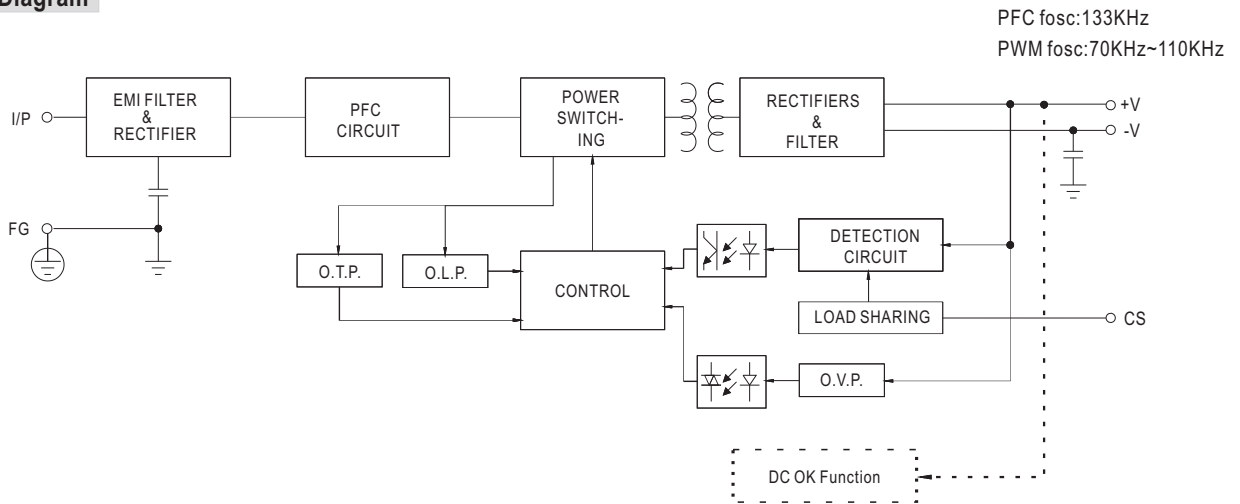 Diagram
PFC fosc:133KHz
PWM fosc:70KHz~110KHz
I/P
EMI FILTER
&
RECTIFIER
PFC
CIRCUIT
POWER
SWITCH-
ING
RECTIFIERS
&
FILTER
+V
-V
FG
O.T.P.
O.L.P.
CONTROL
DETECTION
CIRCUIT
LOAD SHARING
CS
O.V.P.
DC OK Function